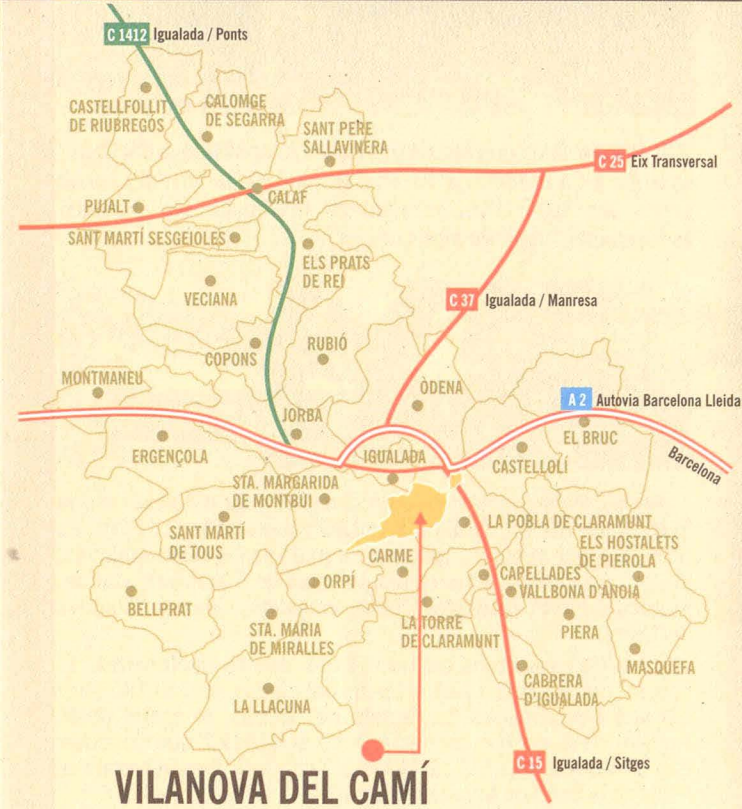 C 1412 Igualada / Ponts
CASTELLFOLLIT
DE RIUBREGÓS
CALOMGE
DE SEGARRA
SANT PERE
SALLAVINERA
C 25 Eix Transversal
CALAF
PUJALT
SANT MARTÍ SESGEIOLES
ELS PRATS
DE REI
VECIANA
C 37 Igualada / Manresa
COPONS
RUBIÓ
MONTMANEU
ÒDENA
A 2 Autovia Barcelona Lleida
JORBA
EL BRUC
ERGENÇOLA
IGUALADA
CASTELLOLÍ
Barcelona
STA. MARGARIDA
DE MONTBUI
SANT MARTÍ
DE TOUS
LA POBLA DE CLARAMUNT
ELS HOSTALETS
DE PIEROLA
CARME
ORPÍ
CAPELLADES
VALLBONA D'ANOIA
BELLPRAT
STA. MARIA
DE MIRALLES
LA TORRE
DE CLARAMUNT
PIERA
MASQUEFA
CABRERA
D'IGUALADA
LA LLACUNA
C 15 Igualada / Sitges
VILANOVA DEL CAMÍ